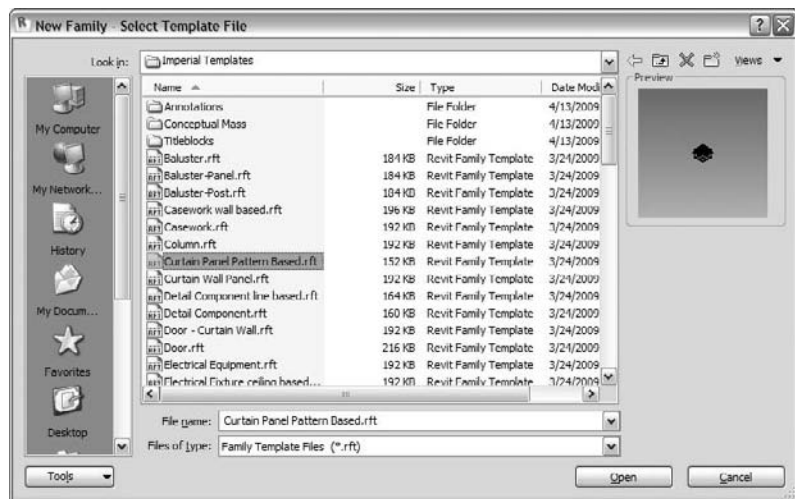 New Family - Select Template File
Look in: Imperial Templates Views
Preview
Name Size Type Date Modi
Annotations File Folder 4/13/2009
Conceptual Mass File Folder 4/13/2009
Titleblocks File Folder 4/13/2009
Baluster.rft 184 KB Revit Family Template 3/24/2009
Baluster-Panel.rft 184 KB Revit Family Template 3/24/2009
Baluster-Post.rft 184 KB Revit Family Template 3/24/2009
Casework wall based.rft 196 KB Revit Family Template 3/24/2009
Casework.rft 192 KB Revit Family Template 3/24/2009
Column.rft 192 KB Revit Family Template 3/24/2009
Curtain Panel Pattern Based.rft 152 KB Revit Family Template 3/24/2009
Curtain Wall Panel.rft 192 KB Revit Family Template 3/24/2009
Detail Component line based.rft 164 KB Revit Family Template 3/24/2009
Detail Component.rft 160 KB Revit Family Template 3/24/2009
Door - Curtain Wall.rft 192 KB Revit Family Template 3/24/2009
Door.rft 216 KB Revit Family Template 3/24/2009
Electrical Equipment.rft 192 KB Revit Family Template 3/24/2009
Electrical Fixture ceiling based... 192 KB Revit Family Template 3/24/2009
My Computer
My Network...
History
My Docum...
Favorites
Desktop
File name: Curtain Panel Pattern Based.rft
Files of type: Family Template Files (*.rft)
Tools Open Cancel